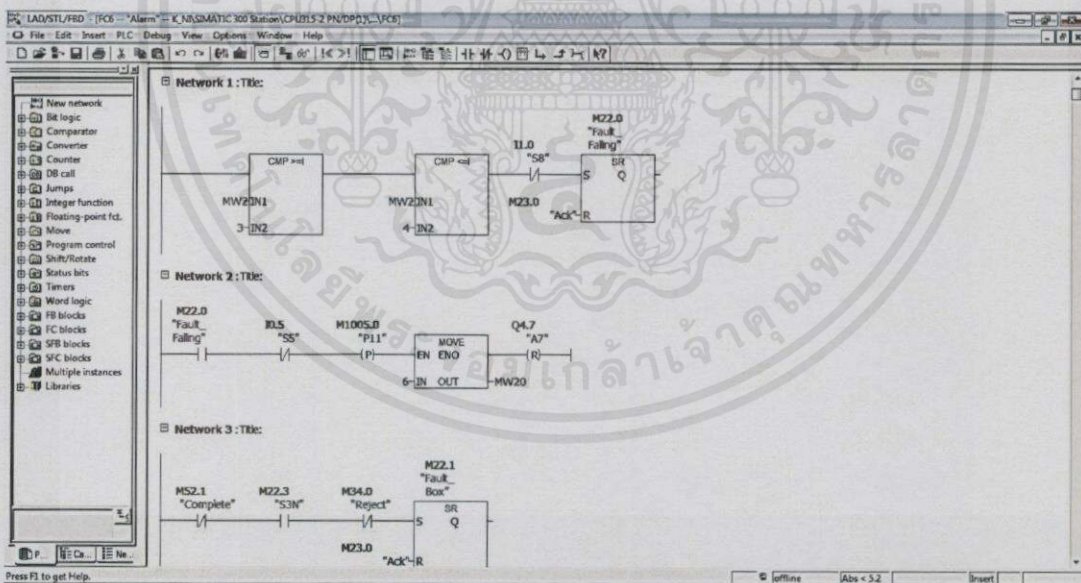 LAD/STL/FBD - [FC6 -- "Alarm" -- K_NI\SIMATIC 300 Station\CPU315-2 PN/DP(1)\...\FC6]
File Edit Insert PLC Debug View Options Window Help
New network
Bit logic
Comparator
Converter
Counter
DB call
Jumps
Integer function
Floating-point fct.
Move
Program control
Shift/Rotate
Status bits
Timers
Word logic
FB blocks
FC blocks
SFB blocks
SFC blocks
Multiple instances
Libraries
P... Ca... Ne...
Network 1 : Title:
M22.0
"Fault_
Falling"
I1.0
"S8"
SR
CMP >=I
CMP <=I
S Q
MW20 IN1
MW20 IN1
M23.0
"Ack" R
3 IN2
4 IN2
Network 2 : Title:
M22.0
"Fault_
Falling"
I0.5
"S5"
M1005.0
"P11"
(P)
MOVE
EN ENO
6 IN OUT MW20
Q4.7
"A7"
(R)
Network 3 : Title:
M22.1
"Fault_
Box"
M52.1
"Complete"
M22.3
"S3N"
M34.0
"Reject"
SR
S Q
M23.0
"Ack" R
Press F1 to get Help.
offline Abs < 5.2 Insert